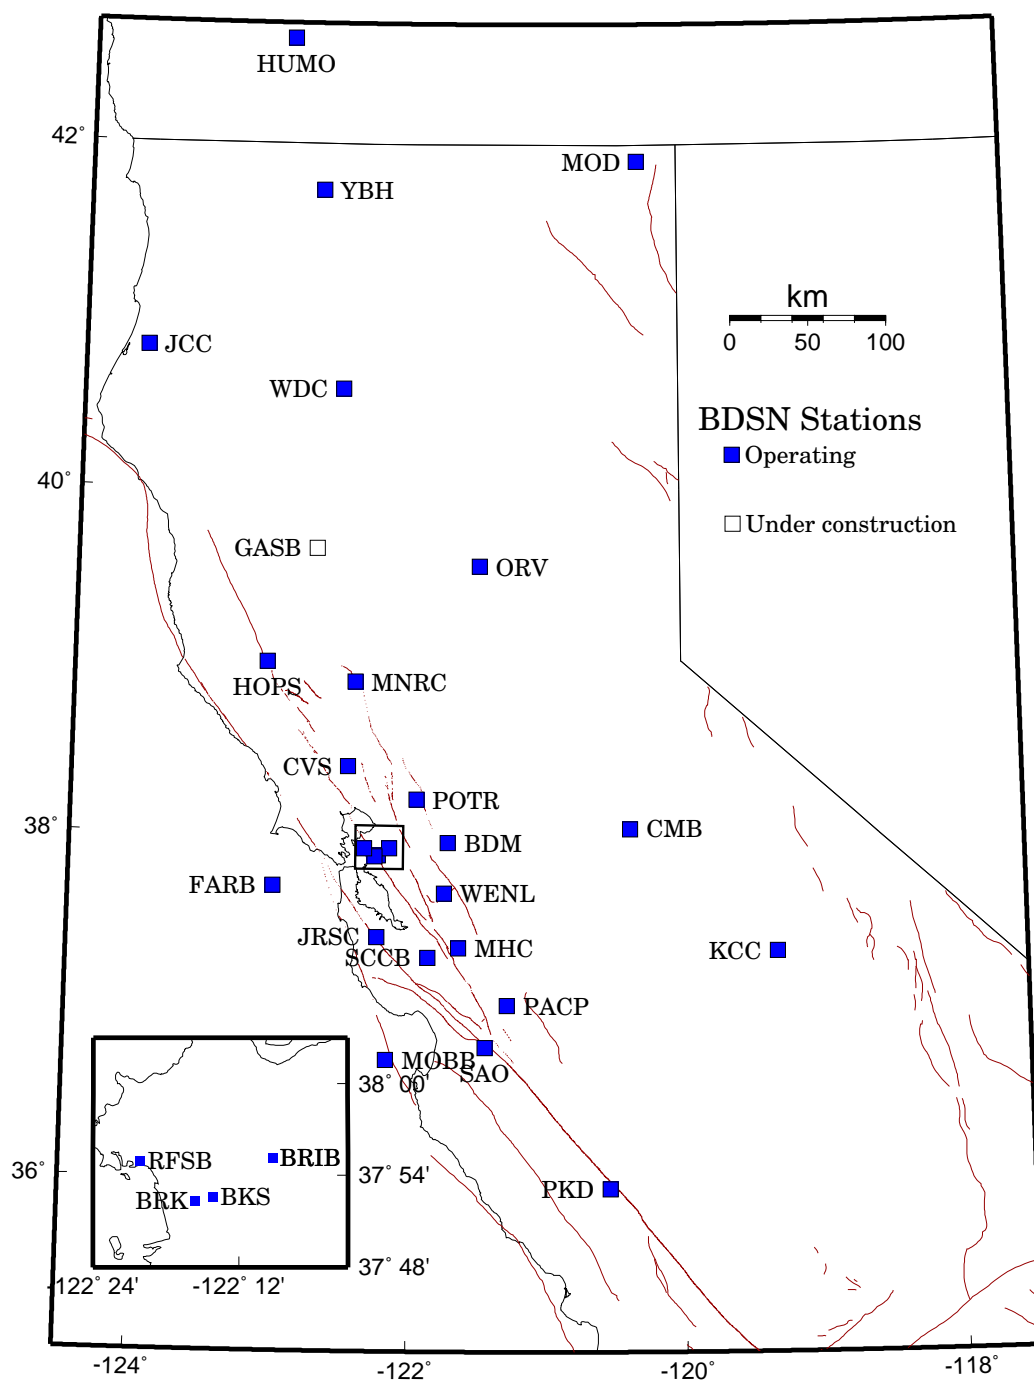 HUMO
42°
MOD
YBH
km
0 50 100
JCC
WDC
BDSN Stations
Operating
40°
Under construction
GASB
ORV
HOPS
MNRC
CVS
POTR
38°
CMB
BDM
FARB
WENL
JRSC
MHC
KCC
SCCB
PACP
MOBB
SAO
38° 00'
RFSB
BRIB
36°
37° 54'
BRK
BKS
PKD
37° 48'
-122° 24'
-122° 12'
-124°
-122°
-120°
-118°